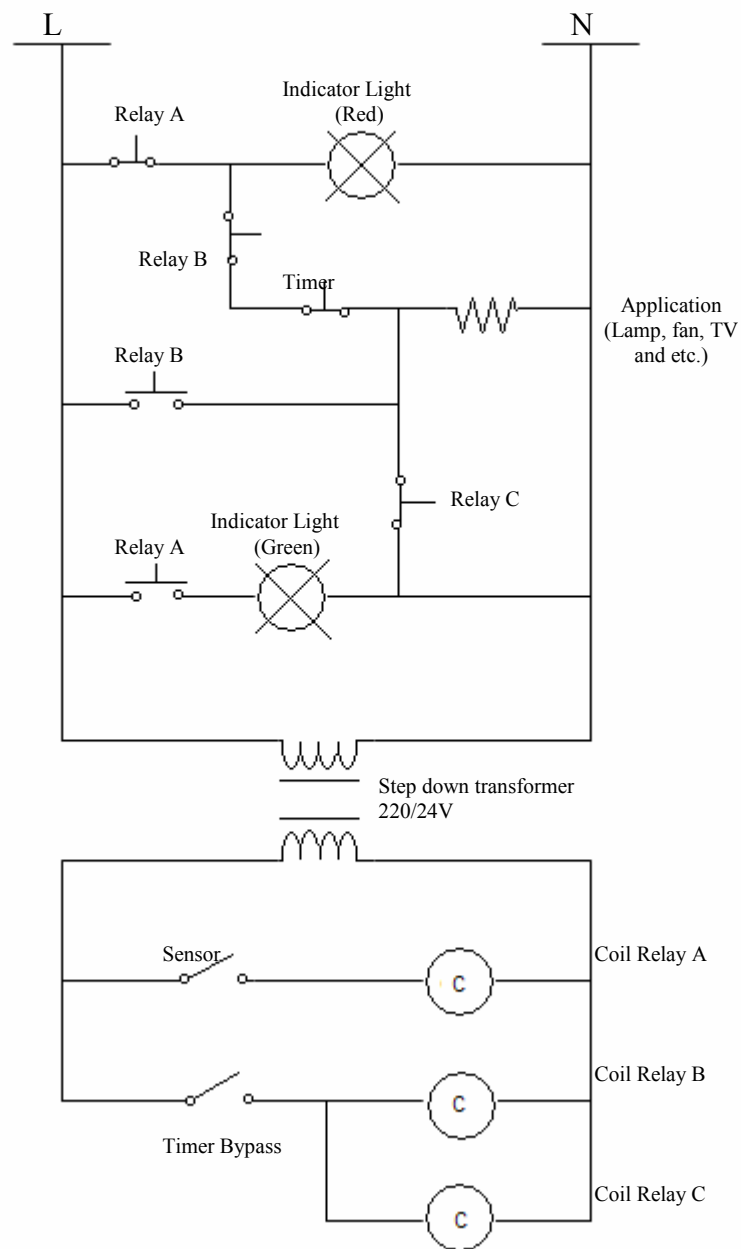 L
N
Indicator Light
(Red)
Relay A
Relay B
Timer
Application
(Lamp, fan, TV
and etc.)
Relay B
Relay C
Indicator Light
(Green)
Relay A
Step down transformer
220/24V
Sensor
Coil Relay A
C
Coil Relay B
C
Timer Bypass
Coil Relay C
C